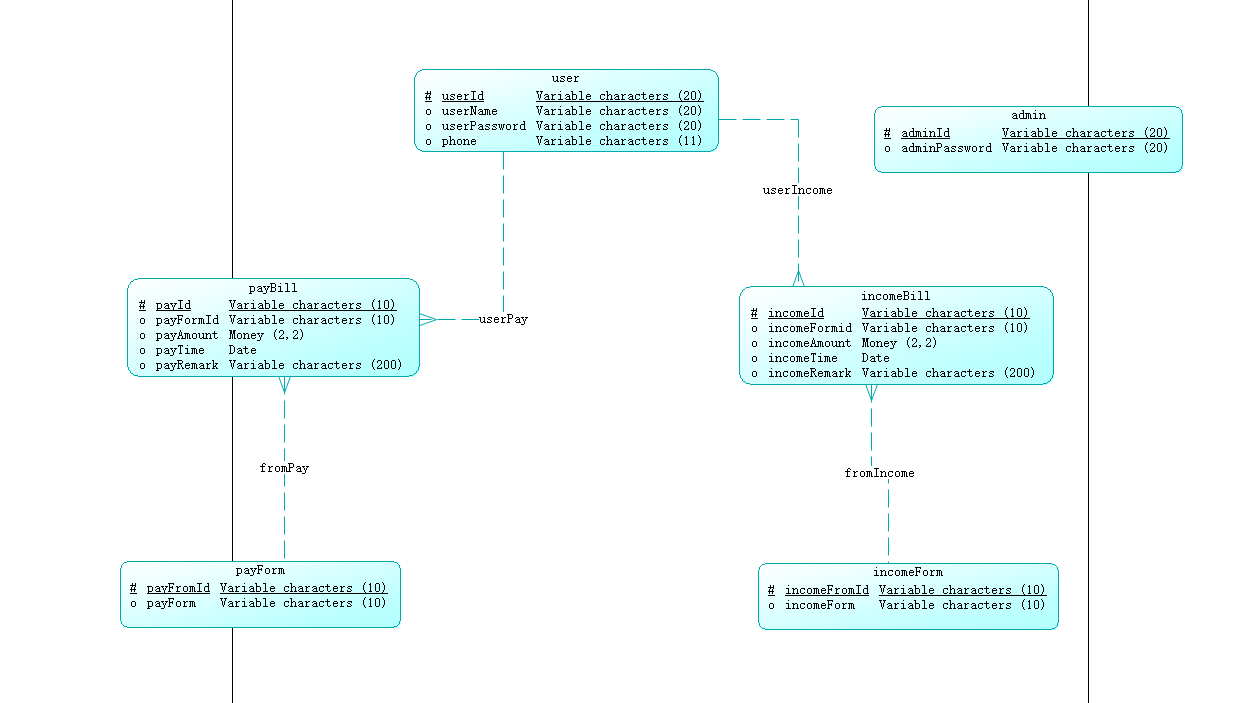 user
# userId Variable characters (20)
o userName Variable characters (20)
o userPassword Variable characters (20)
o phone Variable characters (11)
admin
# adminId Variable characters (20)
o adminPassword Variable characters (20)
userIncome
payBill
# payId Variable characters (10)
o payFormId Variable characters (10)
o payAmount Money (2,2)
o payTime Date
o payRemark Variable characters (200)
userPay
incomeBill
# incomeId Variable characters (10)
o incomeFormid Variable characters (10)
o incomeAmount Money (2,2)
o incomeTime Date
o incomeRemark Variable characters (200)
fromPay
fromIncome
payForm
# payFromId Variable characters (10)
o payForm Variable characters (10)
incomeForm
# incomeFromId Variable characters (10)
o incomeForm Variable characters (10)